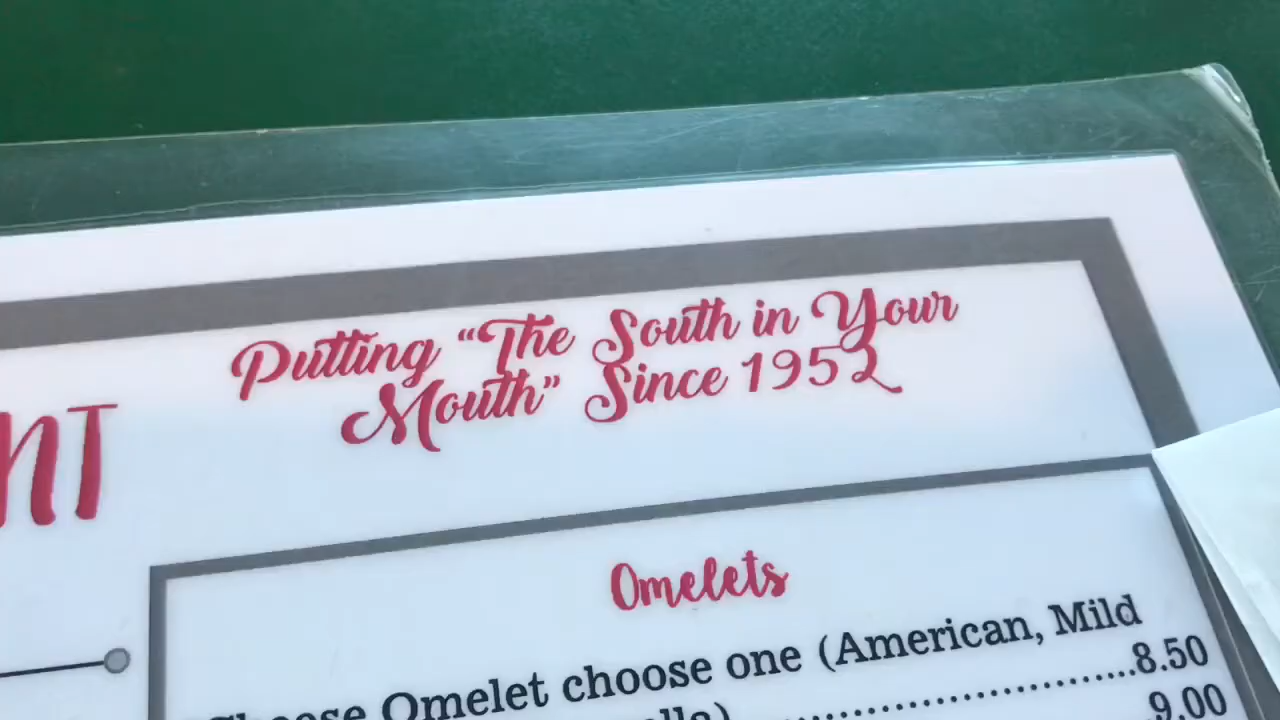 Putting “The South in Your
Mouth” Since 1952
NT
Omelets
Omelet choose one (American, Mild
8.50
9.00